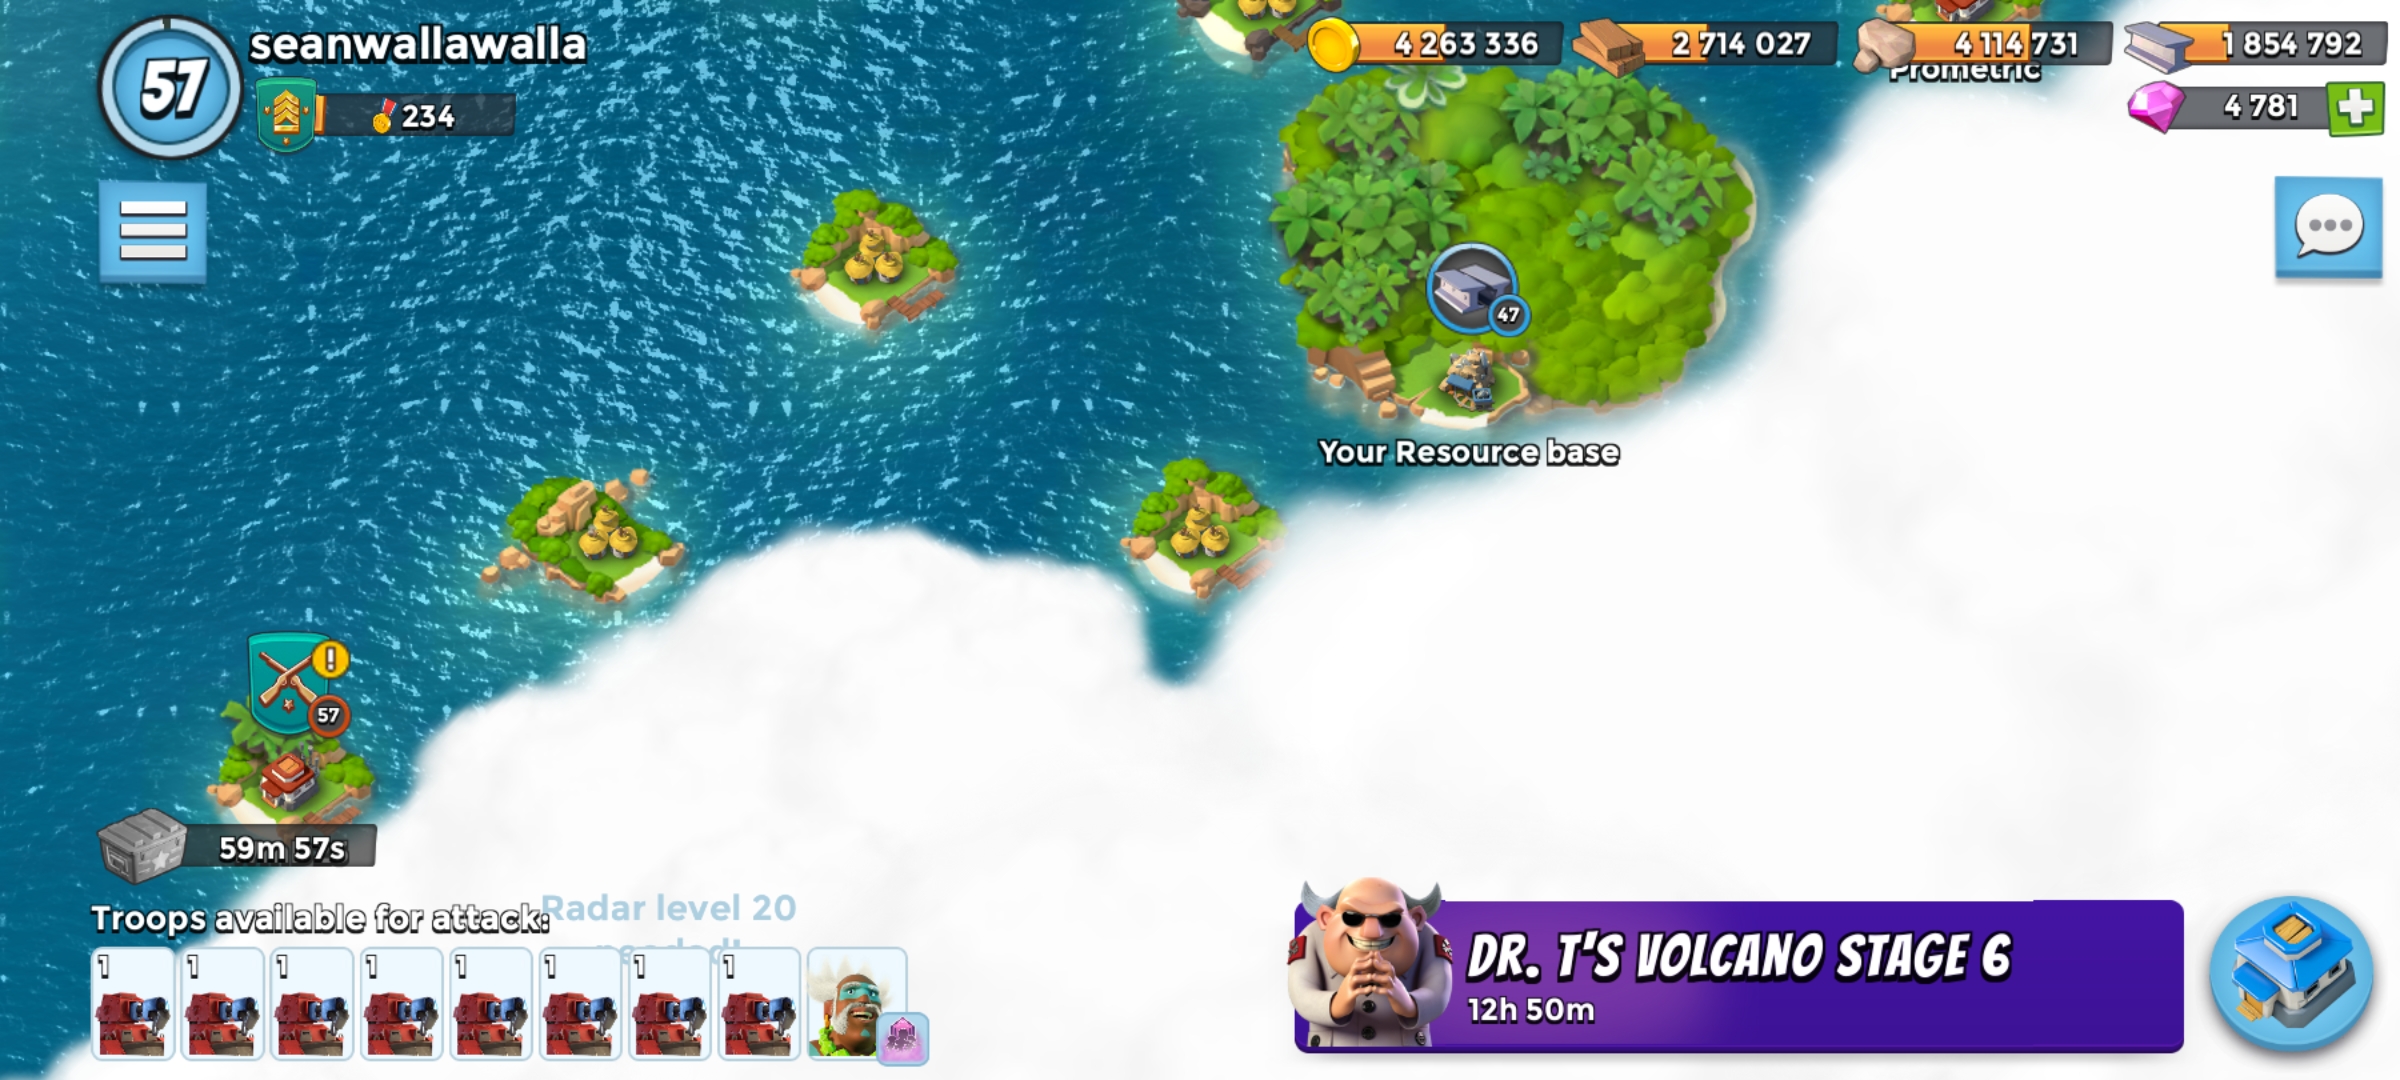 57
seanwallawalla
234
4 263 336
2 714 027
4 114 731
1 854 792
Prometric
4 781
47
Your Resource base
57
59m 57s
Radar level 20
needed!
Troops available for attack:
1 1 1 1 1 1 1 1
DR. T'S VOLCANO STAGE 6
12h 50m